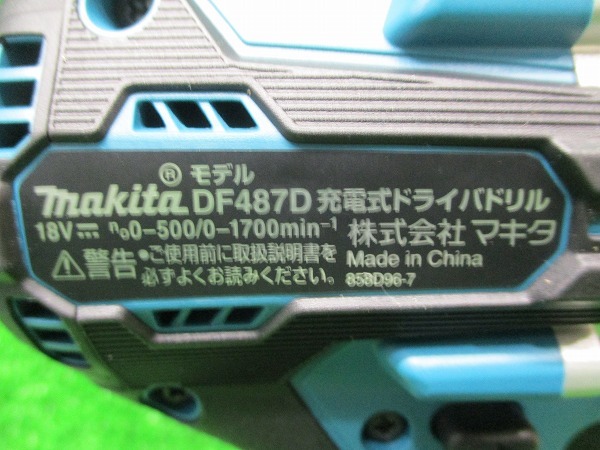 makita® モデル DF487D 充電式ドライバドリル
18V⎓ n₀0-500/0-1700min⁻¹ 株式会社 マキタ
⚠警告 •ご使用前に取扱説明書を必ずよくお読みください。
Made in China
858D96-7